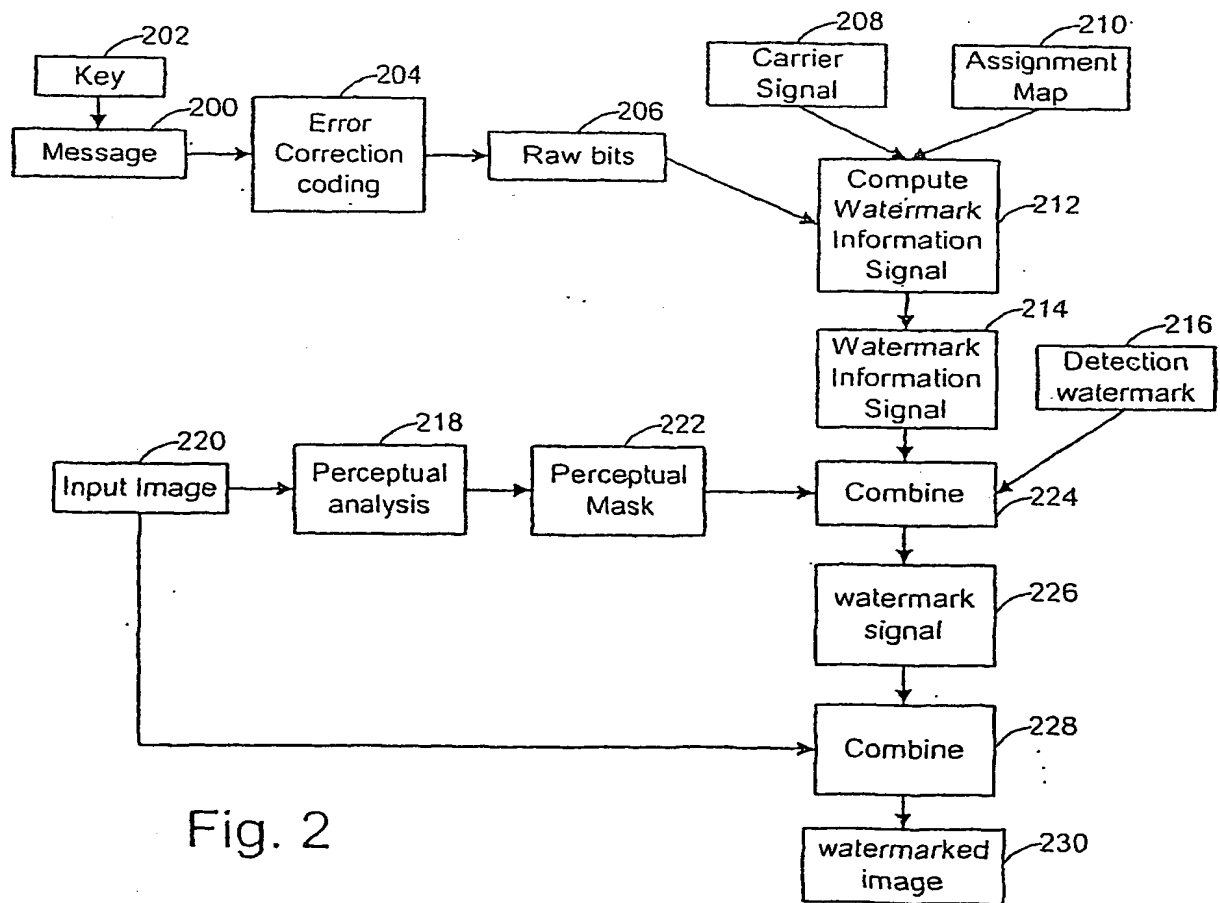 202
Key
200
Message
204
Error
Correction
coding
206
Raw bits
208
Carrier
Signal
210
Assignment
Map
Compute
Watermark
Information
Signal
212
214
Watermark
Information
Signal
216
Detection
watermark
220
Input Image
218
Perceptual
analysis
222
Perceptual
Mask
Combine
224
watermark
signal
226
Combine
228
watermarked
image
230
Fig. 2